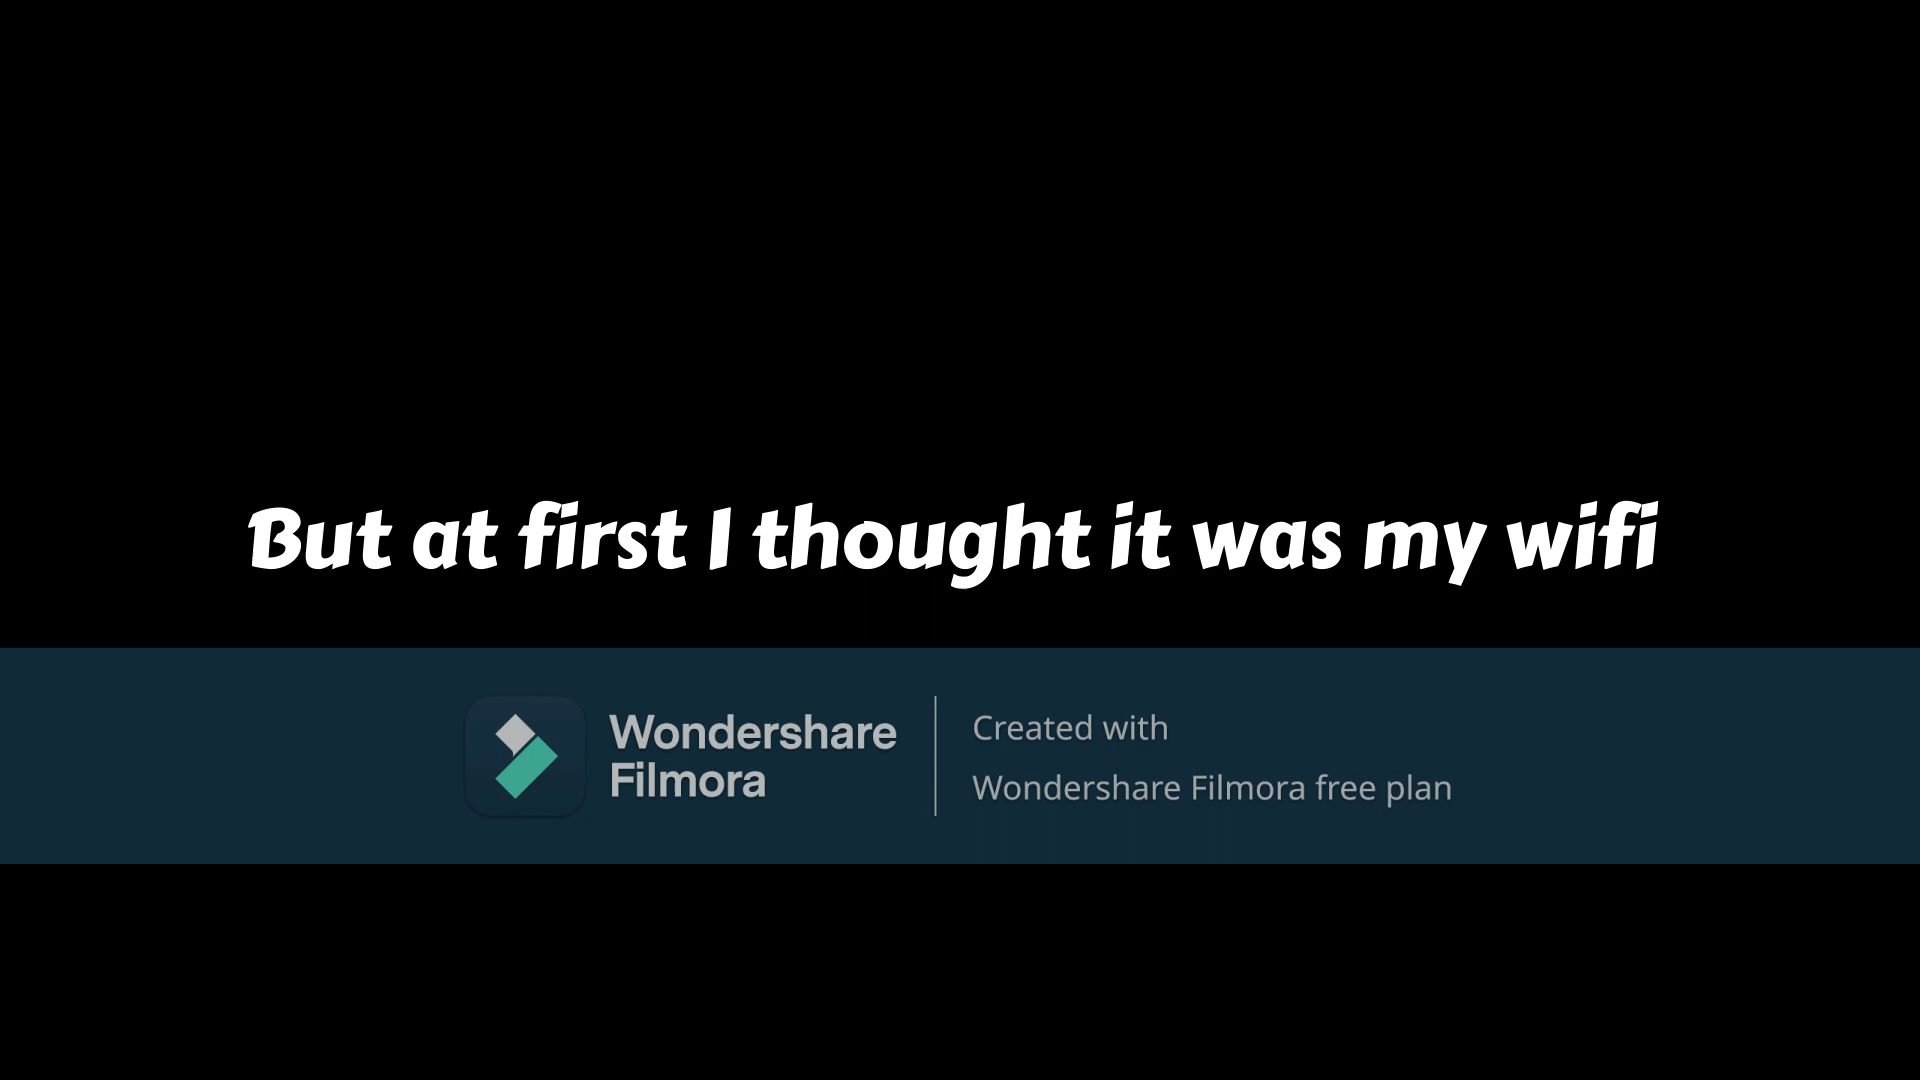 But at first I thought it was my wifi
Wondershare
Filmora
Created with
Wondershare Filmora free plan